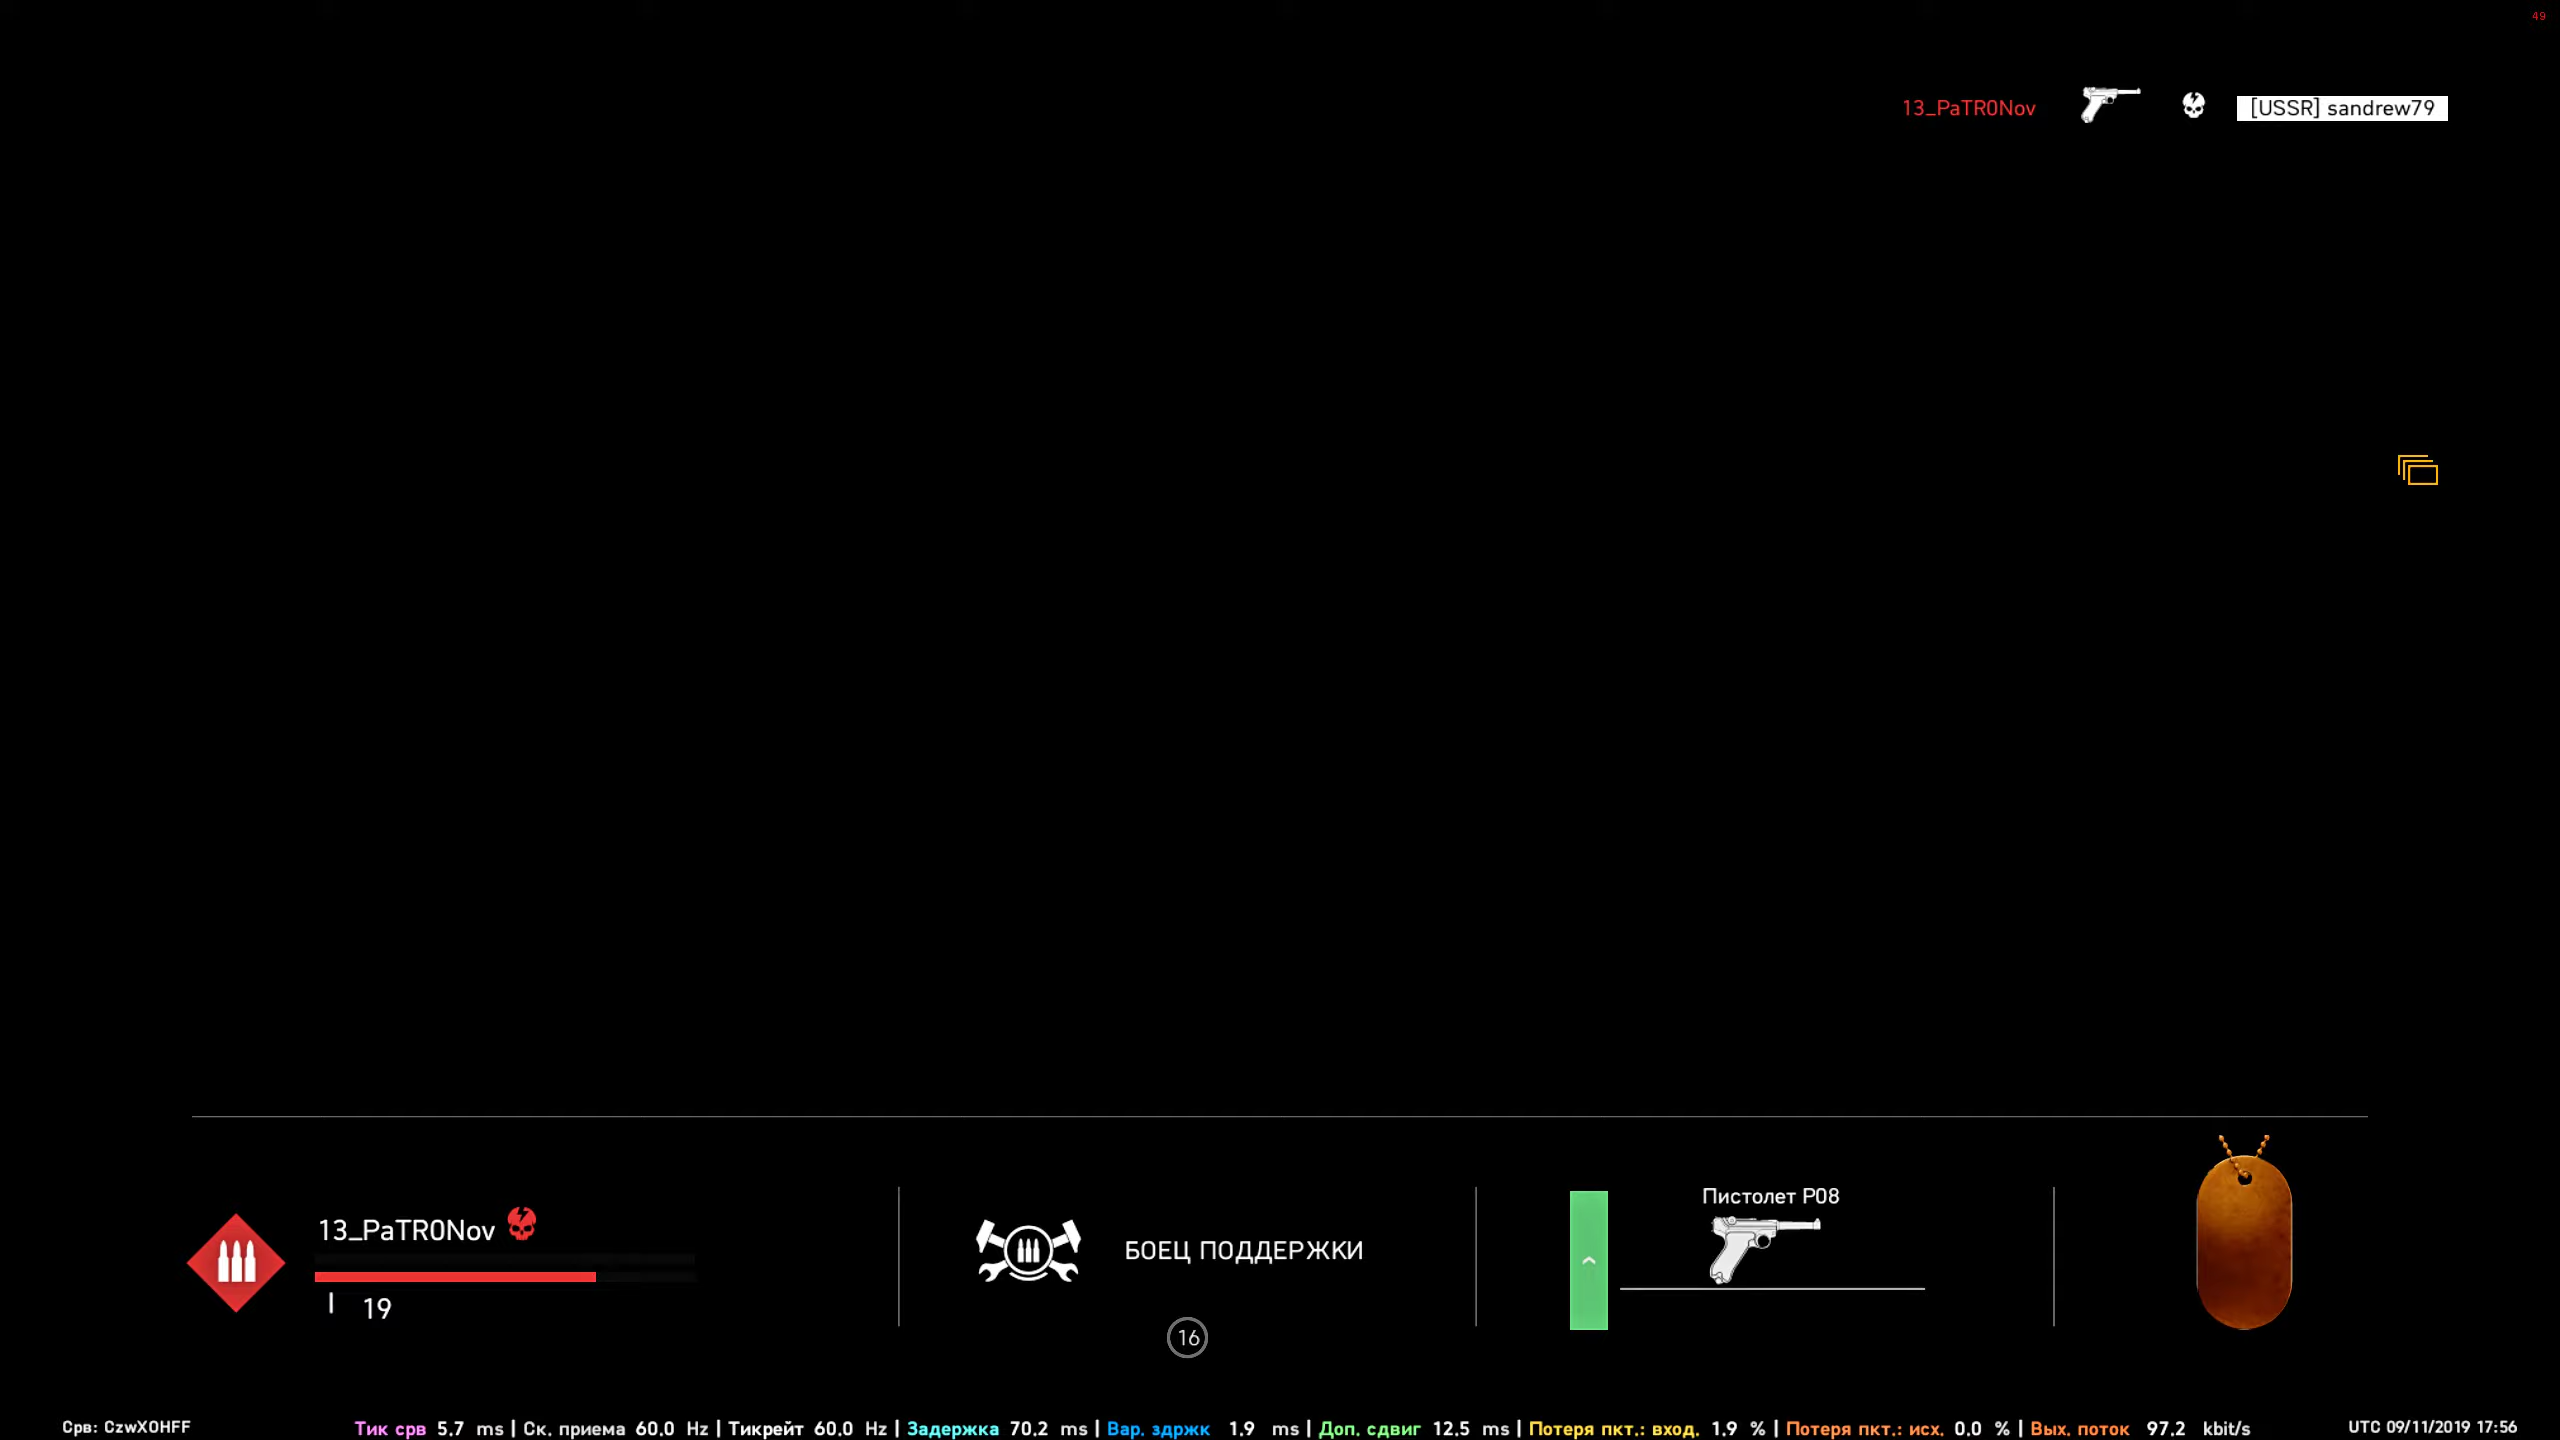 49
13_PaTR0Nov [USSR] sandrew79
13_PaTR0Nov
19
БОЕЦ ПОДДЕРЖКИ
16
Пистолет P08
Срв: CzwXOHFF
Тик срв 5.7 ms | Ск. приема 60.0 Hz | Тикрейт 60.0 Hz | Задержка 70.2 ms | Вар. здржк 1.9 ms | Доп. сдвиг 12.5 ms | Потеря пкт.: вход. 1.9 % | Потеря пкт.: исх. 0.0 % | Вых. поток 97.2 kbit/s
UTC 09/11/2019 17:56